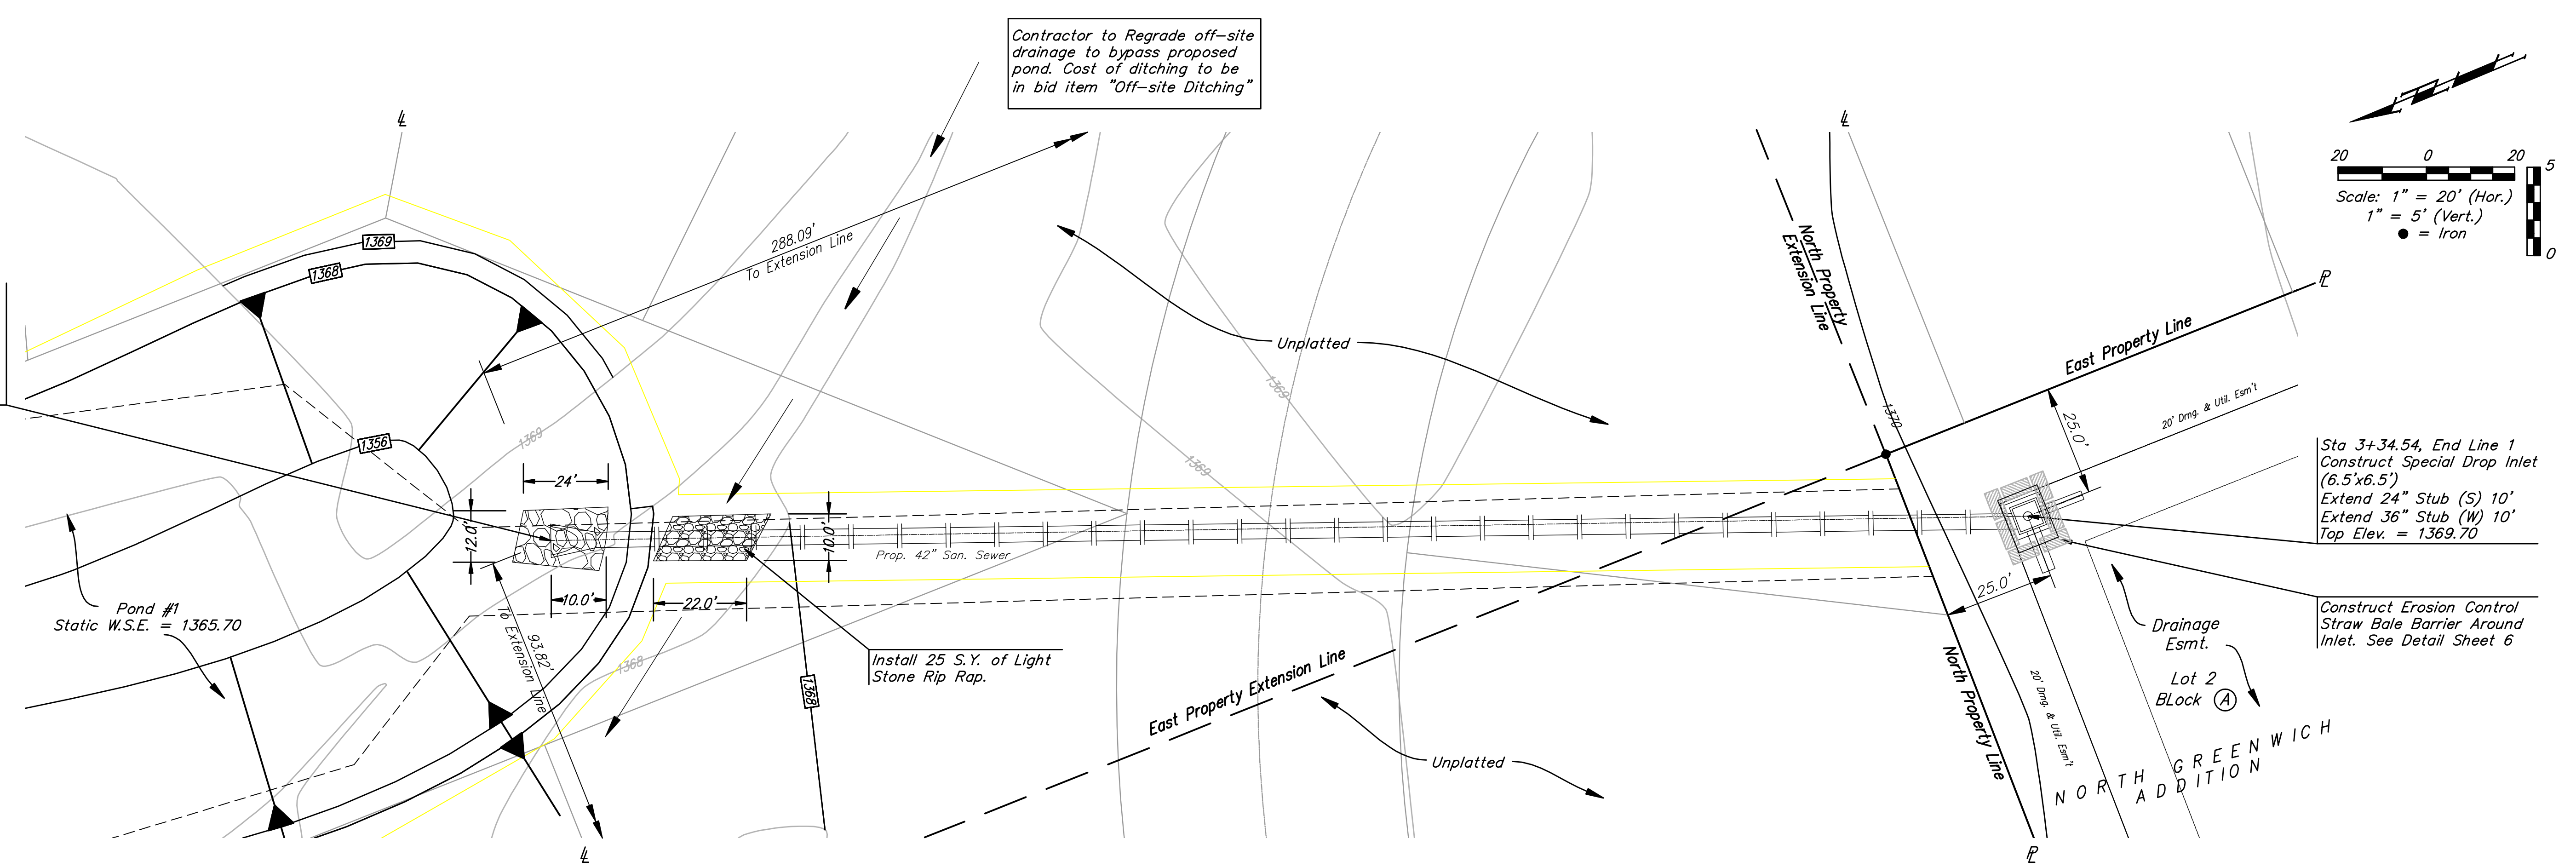 Contractor to Regrade off-site
drainage to bypass proposed
pond. Cost of ditching to be
in bid item "Off-site Ditching"
20 0 20
5
0
Scale: 1" = 20' (Hor.)
1" = 5' (Vert.)
● = Iron
℄
℄
1369
1368
288.09'
To Extension Line
North Property
Extension Line
East Property Line
℞
Unplatted
1369
1370
1356
1369
1369
25.0'
20' Drng. & Util. Esm't
24'
12.0'
10.0'
Prop. 42" San. Sewer
Sta 3+34.54, End Line 1
Construct Special Drop Inlet
(6.5'x6.5')
Extend 24" Stub (S) 10'
Extend 36" Stub (W) 10'
Top Elev. = 1369.70
10.0'
22.0'
25.0'
Pond #1
Static W.S.E. = 1365.70
93.82'
To Extension Line
1368
1368
Install 25 S.Y. of Light
Stone Rip Rap.
East Property Extension Line
North Property Line
20' Drng. & Util. Esm't
Construct Erosion Control
Straw Bale Barrier Around
Inlet. See Detail Sheet 6
Drainage
Esmt.
Lot 2
BLock A
NORTH GREENWICH
ADDITION
Unplatted
℄
℞